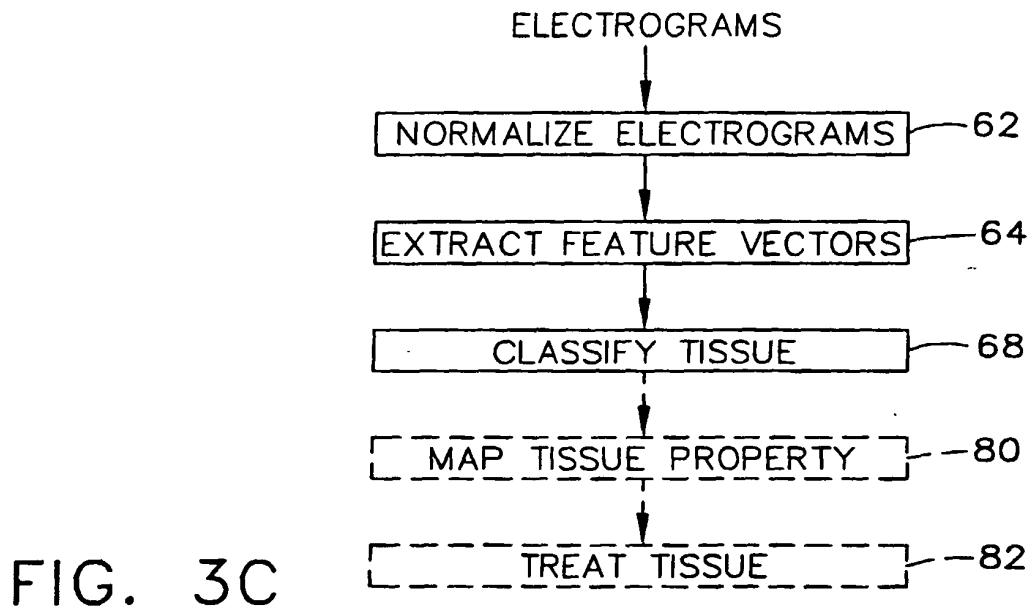 ELECTROGRAMS
NORMALIZE ELECTROGRAMS 62
EXTRACT FEATURE VECTORS 64
CLASSIFY TISSUE 68
MAP TISSUE PROPERTY 80
TREAT TISSUE 82
FIG. 3C